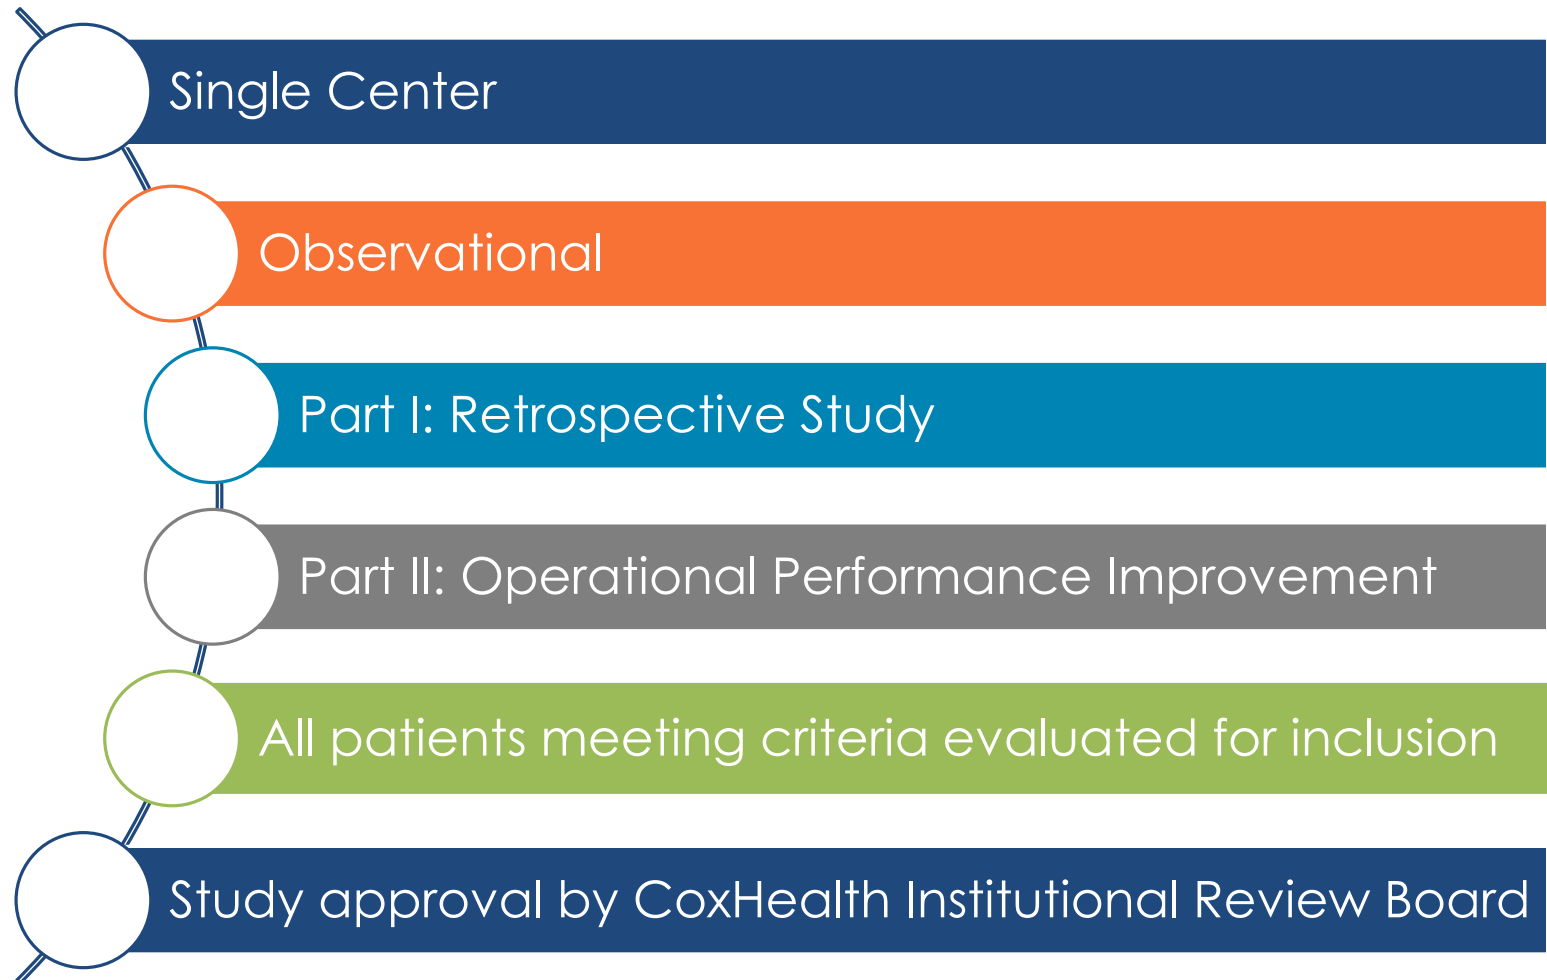 Single Center
Observational
Part I: Retrospective Study
Part II: Operational Performance Improvement
All patients meeting criteria evaluated for inclusion
Study approval by CoxHealth Institutional Review Board